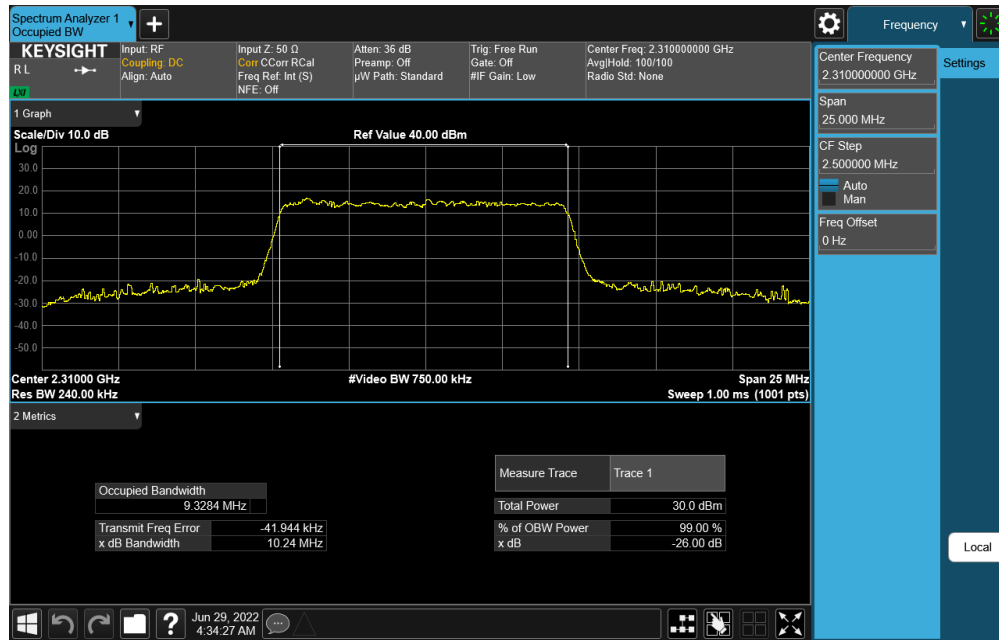 Spectrum Analyzer 1
Occupied BW
Frequency
KEYSIGHT
R L
LXI
Input: RF
Coupling: DC
Align: Auto
Input Z: 50 Ω
Corr CCorr RCal
Freq Ref: Int (S)
NFE: Off
Atten: 36 dB
Preamp: Off
µW Path: Standard
Trig: Free Run
Gate: Off
#IF Gain: Low
Center Freq: 2.310000000 GHz
Avg|Hold: 100/100
Radio Std: None
Center Frequency
2.310000000 GHz
Settings
Span
25.000 MHz
CF Step
2.500000 MHz
Auto
Man
Freq Offset
0 Hz
1 Graph
Scale/Div 10.0 dB
Ref Value 40.00 dBm
Log
30.0
20.0
10.0
0.00
-10.0
-20.0
-30.0
-40.0
-50.0
Center 2.31000 GHz
#Video BW 750.00 kHz
Span 25 MHz
Res BW 240.00 kHz
Sweep 1.00 ms (1001 pts)
2 Metrics
Measure Trace
Trace 1
Occupied Bandwidth
9.3284 MHz
Total Power
30.0 dBm
Transmit Freq Error
-41.944 kHz
% of OBW Power
99.00 %
x dB Bandwidth
10.24 MHz
x dB
-26.00 dB
Local
?
Jun 29, 2022
4:34:27 AM